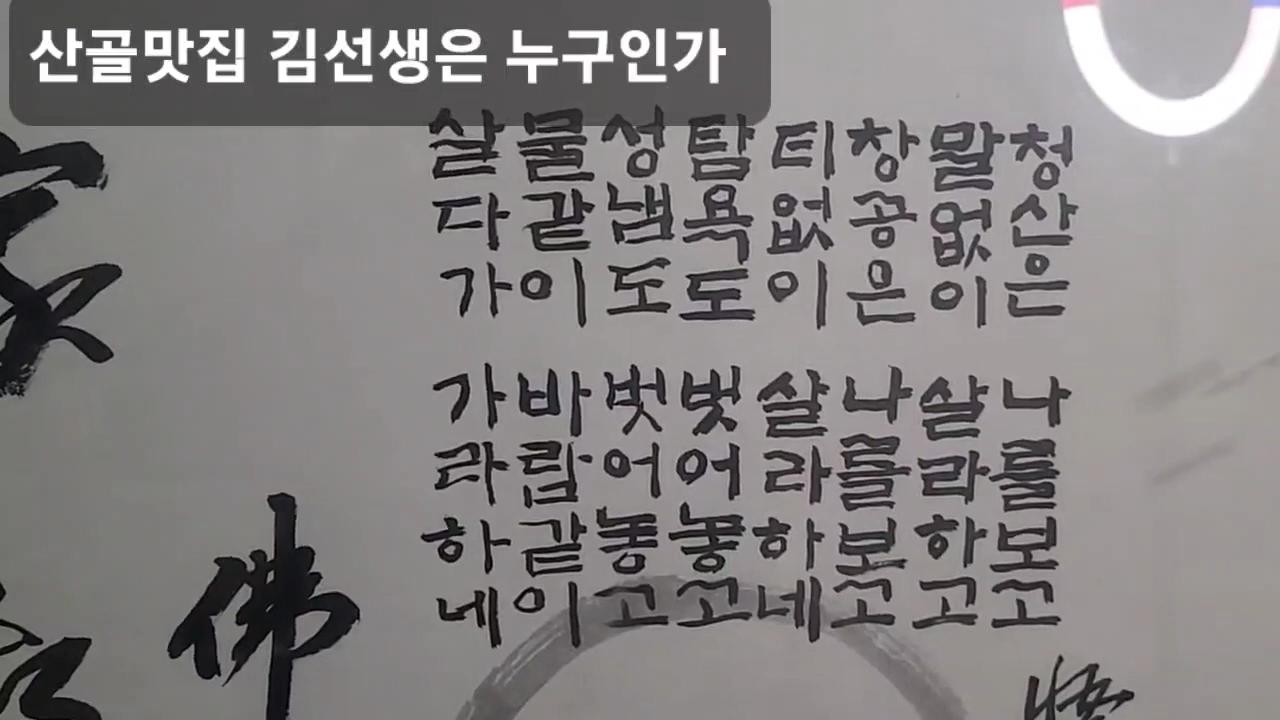 산골맛집 김선생은 누구인가
청산은 나를보고
말없이 살라하고
창공은 나를보고
티없이 살라하네
탐욕도 벗어놓고
성냄도 벗어놓고
물같이 바람같이
살다가 가라하네
家
佛